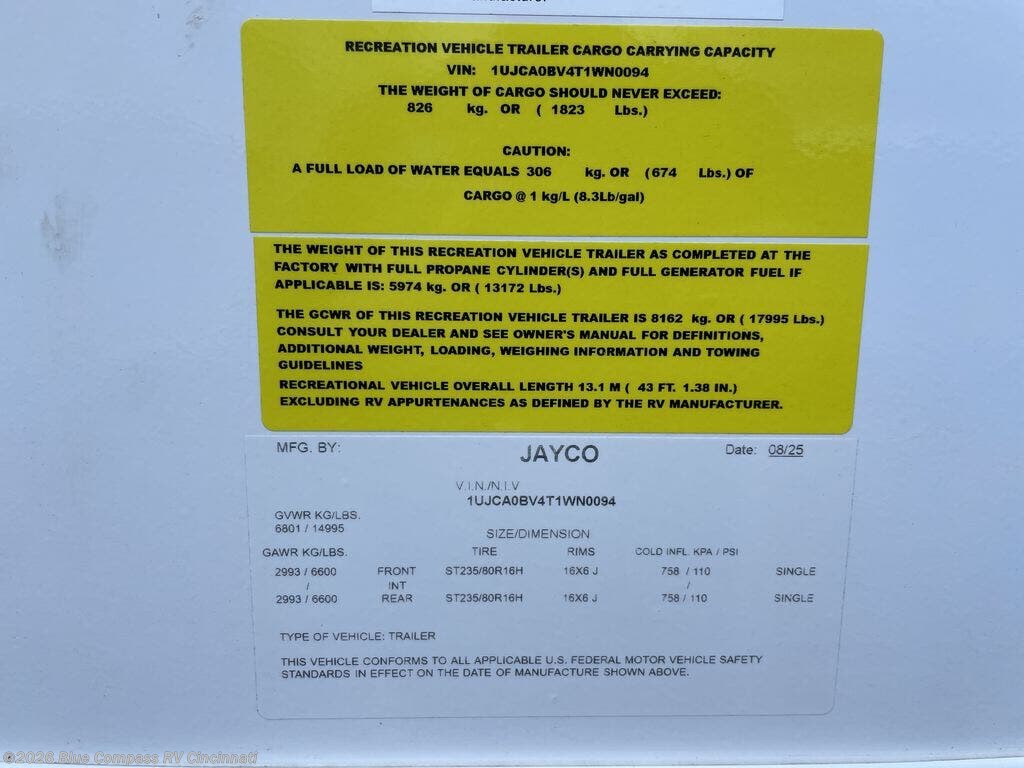 RECREATION VEHICLE TRAILER CARGO CARRYING CAPACITY
VIN: 1UJCA0BV4T1WN0094
THE WEIGHT OF CARGO SHOULD NEVER EXCEED:
826 kg. OR ( 1823 Lbs.)
CAUTION:
A FULL LOAD OF WATER EQUALS 306 kg. OR (674 Lbs.) OF
CARGO @ 1 kg/L (8.3Lb/gal)
THE WEIGHT OF THIS RECREATION VEHICLE TRAILER AS COMPLETED AT THE
FACTORY WITH FULL PROPANE CYLINDER(S) AND FULL GENERATOR FUEL IF
APPLICABLE IS: 5974 kg. OR ( 13172 Lbs.)
THE GCWR OF THIS RECREATION VEHICLE TRAILER IS 8162 kg. OR ( 17995 Lbs.)
CONSULT YOUR DEALER AND SEE OWNER'S MANUAL FOR DEFINITIONS,
ADDITIONAL WEIGHT, LOADING, WEIGHING INFORMATION AND TOWING
GUIDELINES
RECREATIONAL VEHICLE OVERALL LENGTH 13.1 M ( 43 FT. 1.38 IN.)
EXCLUDING RV APPURTENANCES AS DEFINED BY THE RV MANUFACTURER.
MFG. BY: JAYCO Date: 08/25
V.I.N./N.I.V
1UJCA0BV4T1WN0094
GVWR KG/LBS.
6801 / 14995
SIZE/DIMENSION
GAWR KG/LBS. TIRE RIMS COLD INFL. KPA / PSI
2993 / 6600 FRONT ST235/80R16H 16X6 J 758 / 110 SINGLE
/ INT /
2993 / 6600 REAR ST235/80R16H 16X6 J 758 / 110 SINGLE
TYPE OF VEHICLE: TRAILER
THIS VEHICLE CONFORMS TO ALL APPLICABLE U.S. FEDERAL MOTOR VEHICLE SAFETY
STANDARDS IN EFFECT ON THE DATE OF MANUFACTURE SHOWN ABOVE.
©2026 Blue Compass RV Cincinnati